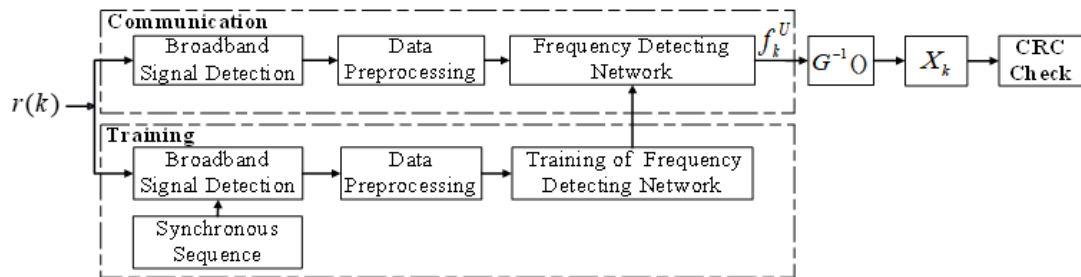 Communication
Broadband
Signal Detection
Data
Preprocessing
Frequency Detecting
Network
f_k^U
G^{-1}()
X_k
CRC
Check
r(k)
Training
Broadband
Signal Detection
Data
Preprocessing
Training of Frequency
Detecting Network
Synchronous
Sequence